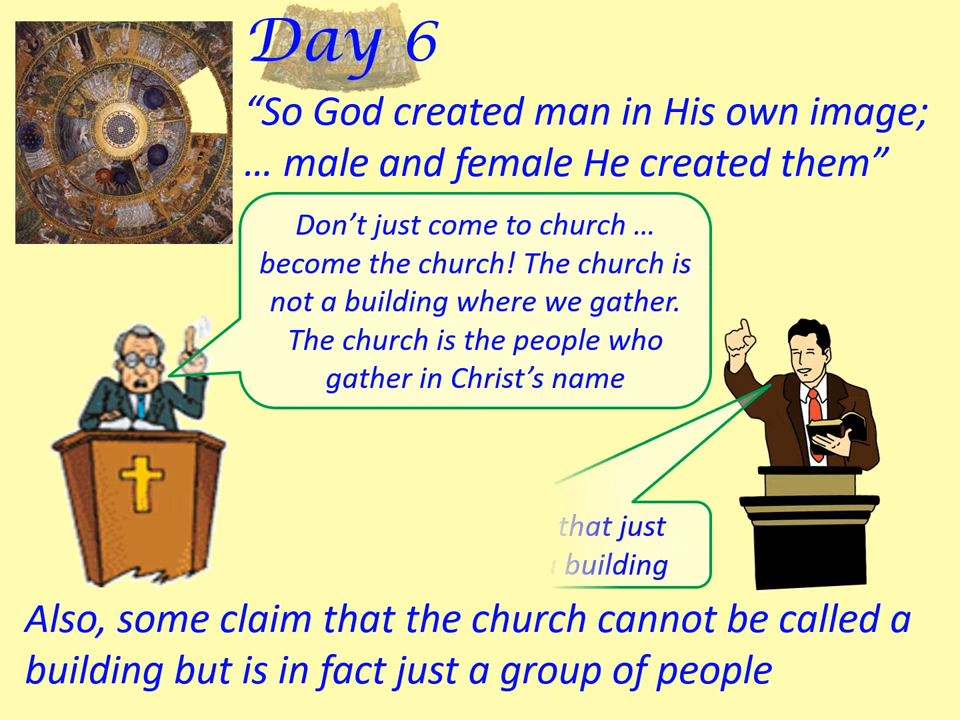 Day 6
“So God created man in His own image;
… male and female He created them”
Don’t just come to church …
become the church! The church is
not a building where we gather.
The church is the people who
gather in Christ’s name
that just
building
Also, some claim that the church cannot be called a
building but is in fact just a group of people